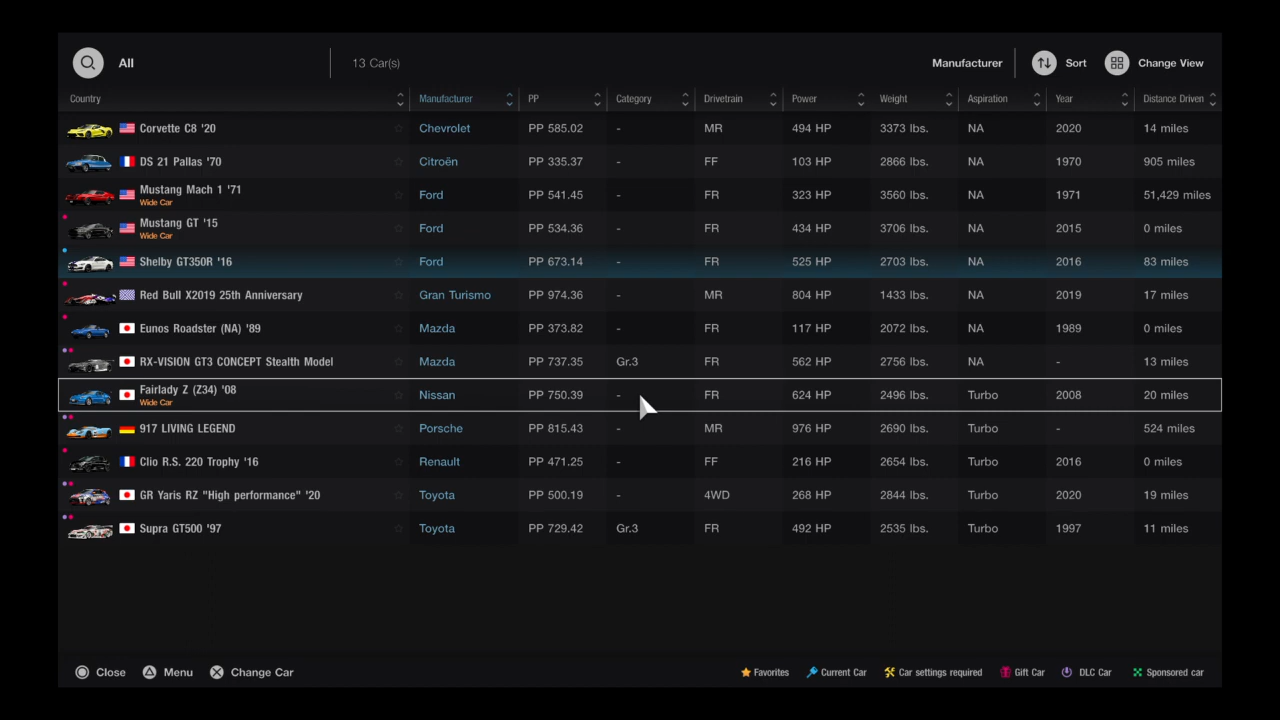 All 13 Car(s) Manufacturer Sort Change View
Country Manufacturer PP Category Drivetrain Power Weight Aspiration Year Distance Driven
Corvette C8 '20 Chevrolet PP 585.02 - MR 494 HP 3373 lbs. NA 2020 14 miles
DS 21 Pallas '70 Citroën PP 335.37 - FF 103 HP 2866 lbs. NA 1970 905 miles
Mustang Mach 1 '71 Ford PP 541.45 - FR 323 HP 3560 lbs. NA 1971 51,429 miles
Wide Car
Mustang GT '15 Ford PP 534.36 - FR 434 HP 3706 lbs. NA 2015 0 miles
Wide Car
Shelby GT350R '16 Ford PP 673.14 - FR 525 HP 2703 lbs. NA 2016 83 miles
Red Bull X2019 25th Anniversary Gran Turismo PP 974.36 - MR 804 HP 1433 lbs. NA 2019 17 miles
Eunos Roadster (NA) '89 Mazda PP 373.82 - FR 117 HP 2072 lbs. NA 1989 0 miles
RX-VISION GT3 CONCEPT Stealth Model Mazda PP 737.35 Gr.3 FR 562 HP 2756 lbs. NA - 13 miles
Fairlady Z (Z34) '08 Nissan PP 750.39 - FR 624 HP 2496 lbs. Turbo 2008 20 miles
Wide Car
917 LIVING LEGEND Porsche PP 815.43 - MR 976 HP 2690 lbs. Turbo - 524 miles
Clio R.S. 220 Trophy '16 Renault PP 471.25 - FF 216 HP 2654 lbs. Turbo 2016 0 miles
GR Yaris RZ "High performance" '20 Toyota PP 500.19 - 4WD 268 HP 2844 lbs. Turbo 2020 19 miles
Supra GT500 '97 Toyota PP 729.42 Gr.3 FR 492 HP 2535 lbs. Turbo 1997 11 miles
Close Menu Change Car Favorites Current Car Car settings required Gift Car DLC Car Sponsored car